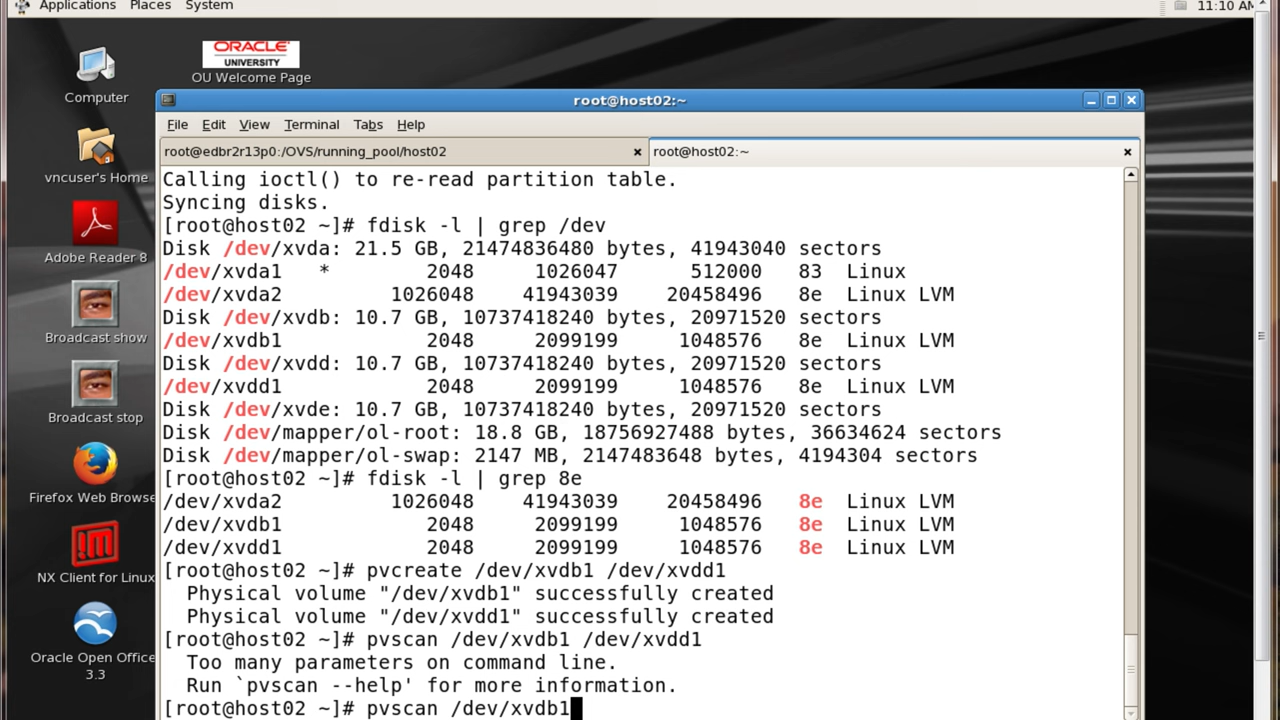 Applications Places System
11:10 AM
ORACLE
UNIVERSITY
OU Welcome Page
Computer
vncuser's Home
Adobe Reader 8
Broadcast show
Broadcast stop
Firefox Web Browse
NX Client for Linux
Oracle Open Office
3.3
root@host02:~
File Edit View Terminal Tabs Help
root@edbr2r13p0:/OVS/running_pool/host02
root@host02:~
Calling ioctl() to re-read partition table.
Syncing disks.
[root@host02 ~]# fdisk -l | grep /dev
Disk /dev/xvda: 21.5 GB, 21474836480 bytes, 41943040 sectors
/dev/xvda1 * 2048 1026047 512000 83 Linux
/dev/xvda2 1026048 41943039 20458496 8e Linux LVM
Disk /dev/xvdb: 10.7 GB, 10737418240 bytes, 20971520 sectors
/dev/xvdb1 2048 2099199 1048576 8e Linux LVM
Disk /dev/xvdd: 10.7 GB, 10737418240 bytes, 20971520 sectors
/dev/xvdd1 2048 2099199 1048576 8e Linux LVM
Disk /dev/xvde: 10.7 GB, 10737418240 bytes, 20971520 sectors
Disk /dev/mapper/ol-root: 18.8 GB, 18756927488 bytes, 36634624 sectors
Disk /dev/mapper/ol-swap: 2147 MB, 2147483648 bytes, 4194304 sectors
[root@host02 ~]# fdisk -l | grep 8e
/dev/xvda2 1026048 41943039 20458496 8e Linux LVM
/dev/xvdb1 2048 2099199 1048576 8e Linux LVM
/dev/xvdd1 2048 2099199 1048576 8e Linux LVM
[root@host02 ~]# pvcreate /dev/xvdb1 /dev/xvdd1
Physical volume "/dev/xvdb1" successfully created
Physical volume "/dev/xvdd1" successfully created
[root@host02 ~]# pvscan /dev/xvdb1 /dev/xvdd1
Too many parameters on command line.
Run `pvscan --help' for more information.
[root@host02 ~]# pvscan /dev/xvdb1